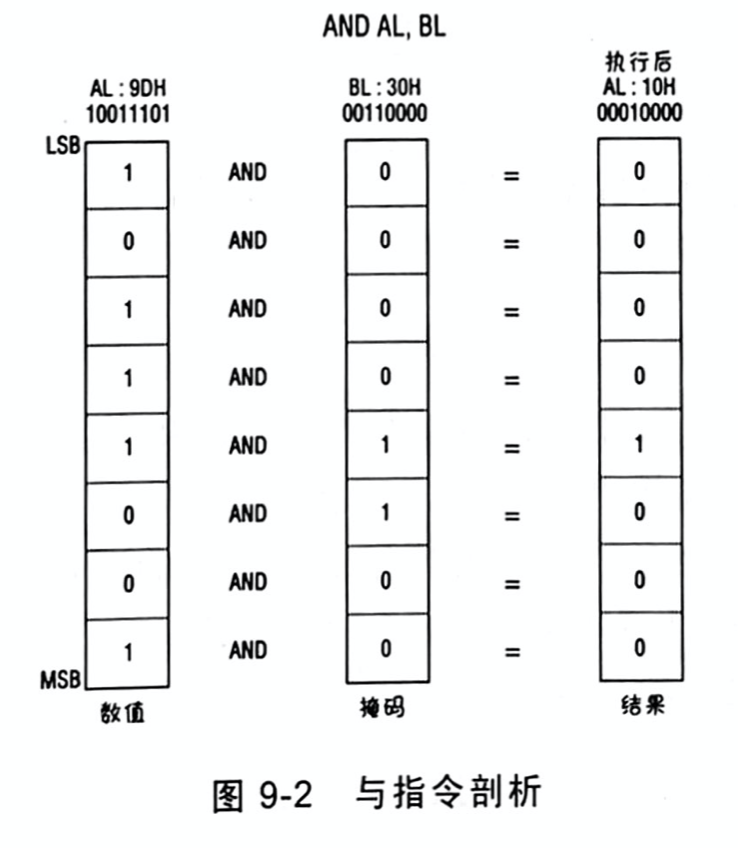 AND AL, BL
执行后
AL : 9DH BL : 30H AL : 10H
10011101 00110000 00010000
LSB
1 AND 0 = 0
0 AND 0 = 0
1 AND 0 = 0
1 AND 0 = 0
1 AND 1 = 1
0 AND 1 = 0
0 AND 0 = 0
1 AND 0 = 0
MSB
数值 掩码 结果
图 9-2 与指令剖析